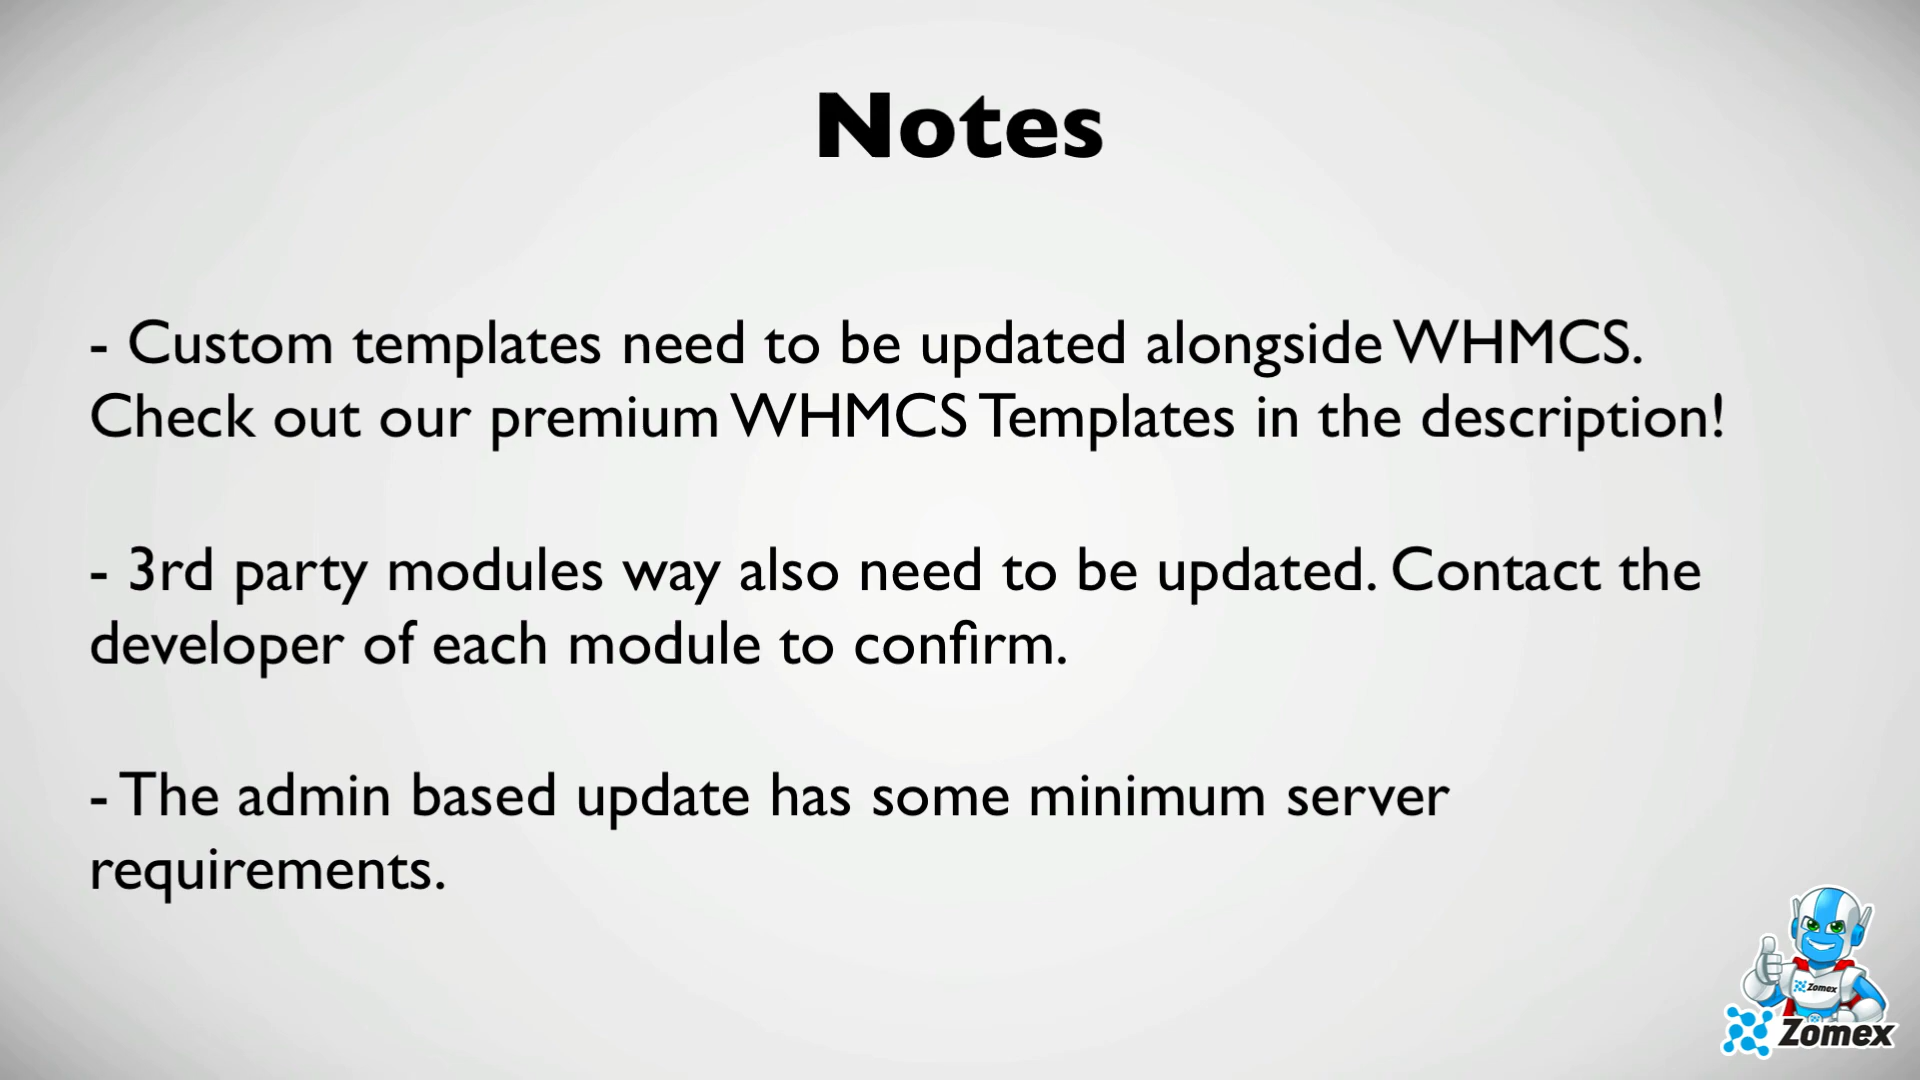 Notes
- Custom templates need to be updated alongside WHMCS.
Check out our premium WHMCS Templates in the description!
- 3rd party modules way also need to be updated. Contact the
developer of each module to confirm.
- The admin based update has some minimum server
requirements.
Zomex
Zomex